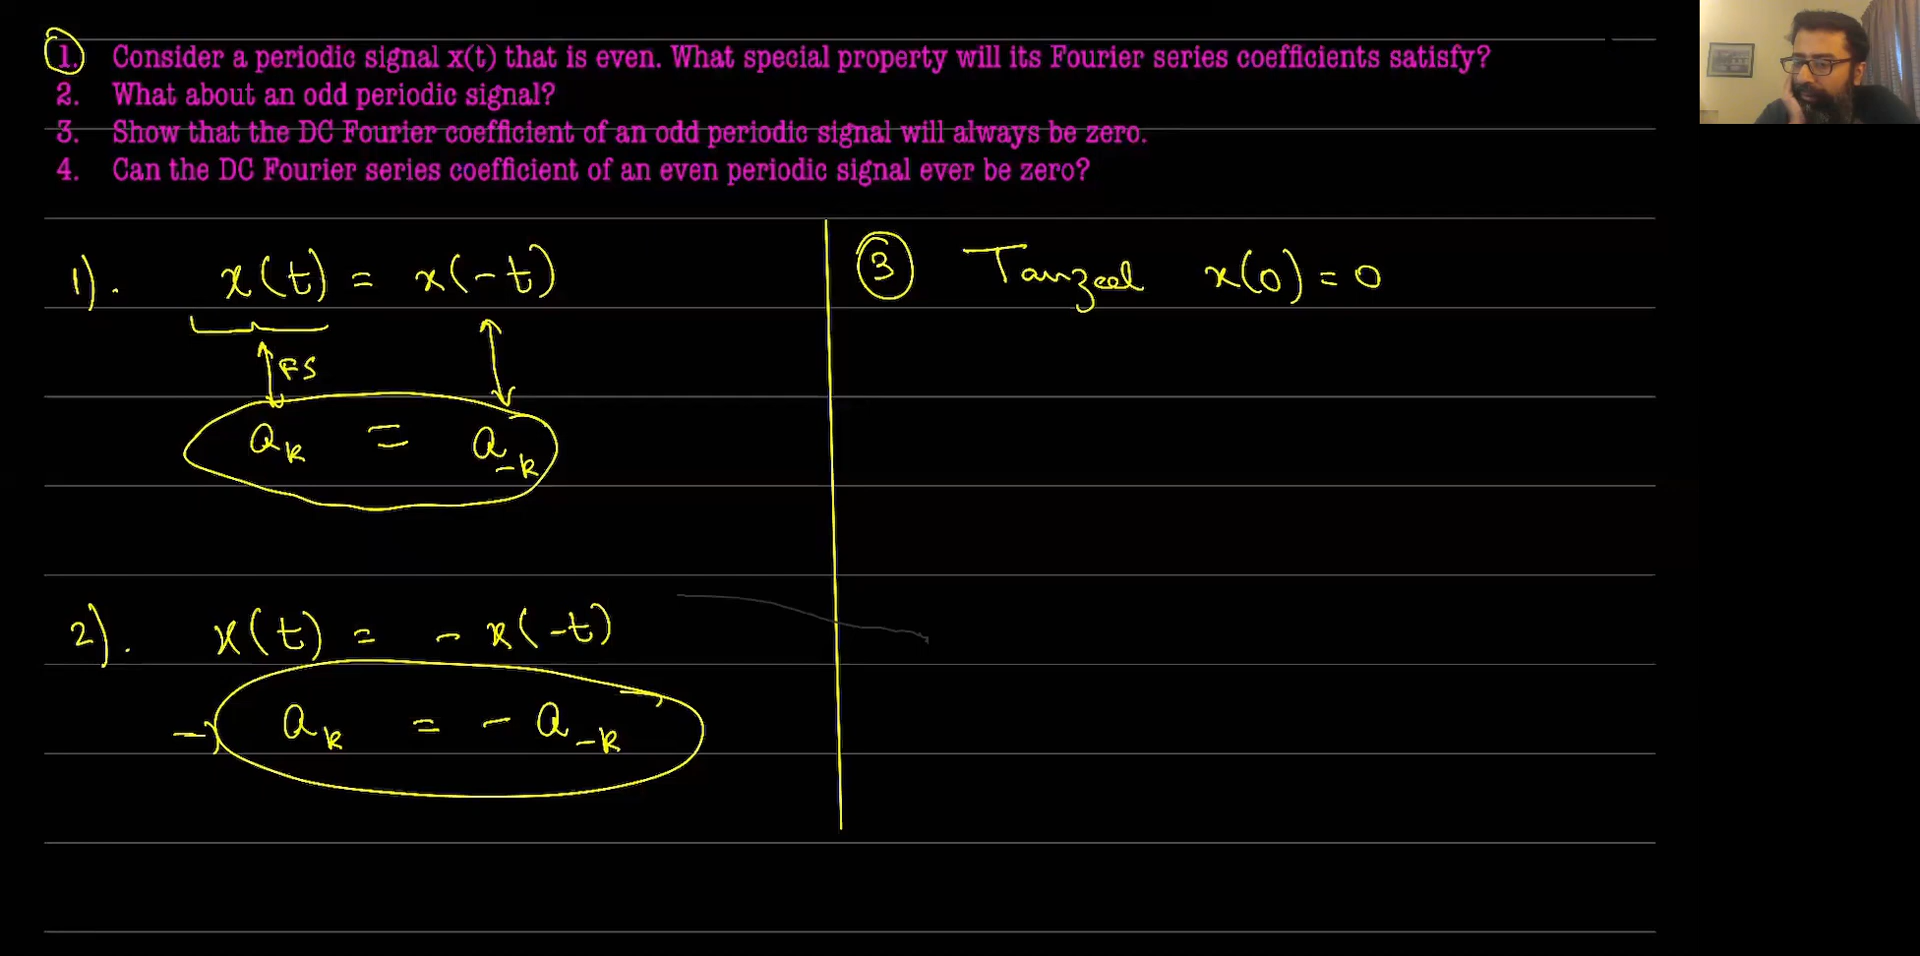 1. Consider a periodic signal x(t) that is even. What special property will its Fourier series coefficients satisfy?
2. What about an odd periodic signal?
3. Show that the DC Fourier coefficient of an odd periodic signal will always be zero.
4. Can the DC Fourier series coefficient of an even periodic signal ever be zero?
1). x(t) = x(-t)
FS
a_k = a_-k
2). x(t) = - x(-t)
→ a_k = - a_-k
3 Tanzeel x(0) = 0